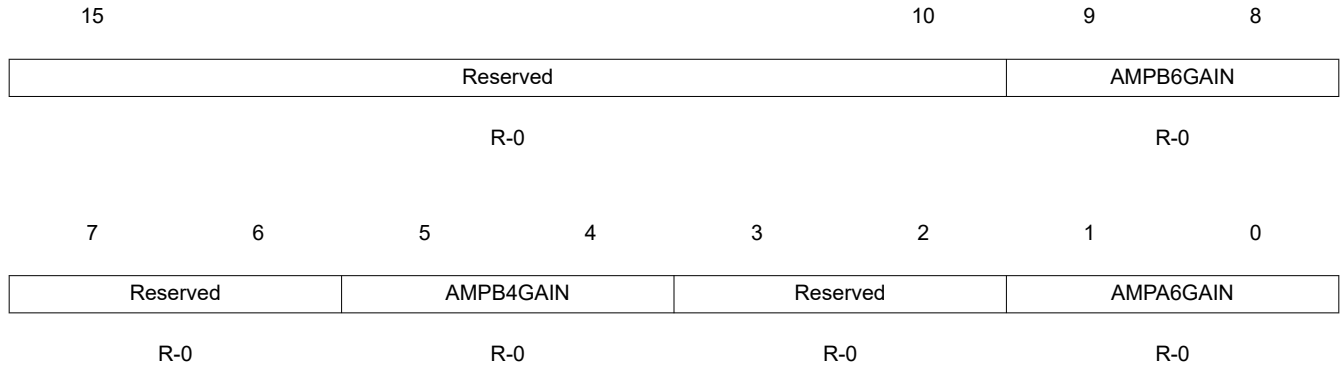 15 10 9 8
Reserved AMPB6GAIN
R-0 R-0
7 6 5 4 3 2 1 0
Reserved AMPB4GAIN Reserved AMPA6GAIN
R-0 R-0 R-0 R-0